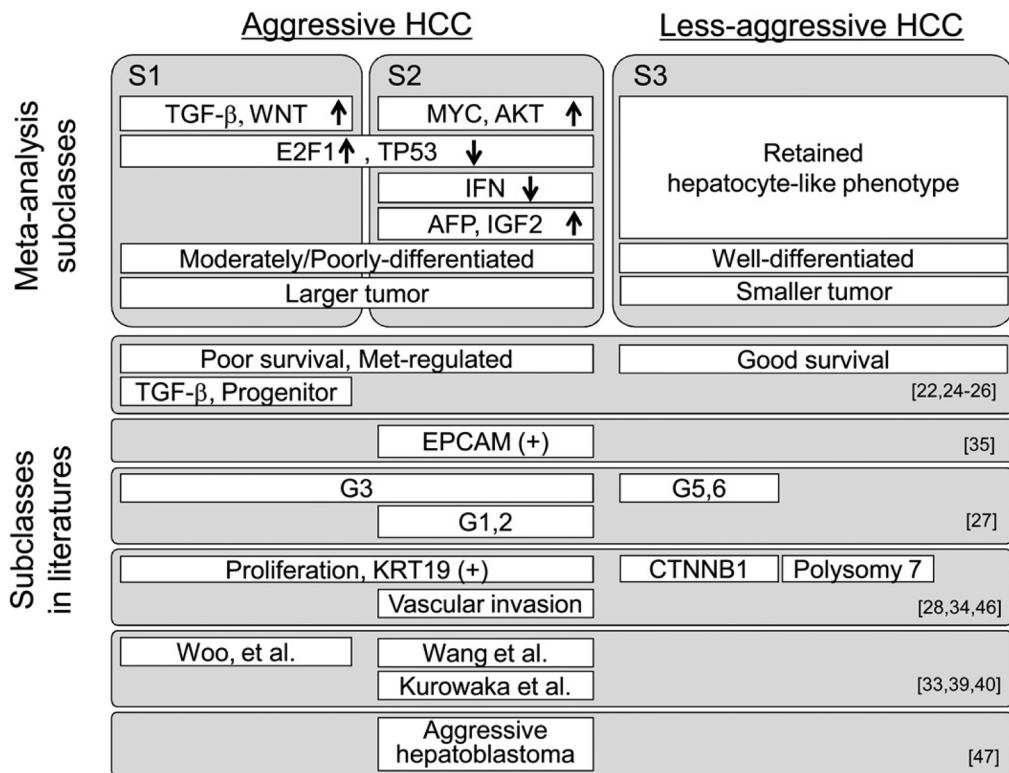 Aggressive HCC
Less-aggressive HCC
Meta-analysis
subclasses
S1
S2
S3
TGF-β, WNT ↑
MYC, AKT ↑
E2F1↑ , TP53 ↓
IFN ↓
AFP, IGF2 ↑
Retained
hepatocyte-like phenotype
Moderately/Poorly-differentiated
Well-differentiated
Larger tumor
Smaller tumor
Subclasses
in literatures
Poor survival, Met-regulated
Good survival
TGF-β, Progenitor
[22,24-26]
EPCAM (+)
[35]
G3
G5,6
G1,2
[27]
Proliferation, KRT19 (+)
CTNNB1
Polysomy 7
Vascular invasion
[28,34,46]
Woo, et al.
Wang et al.
Kurowaka et al.
[33,39,40]
Aggressive
hepatoblastoma
[47]